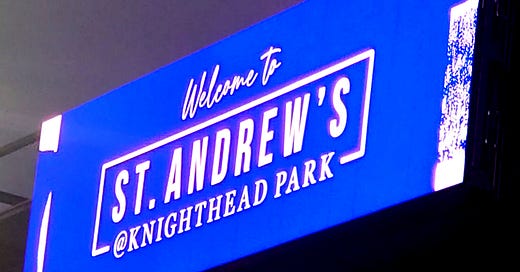 Welcome to
ST. ANDREW'S
@KNIGHTHEAD PARK